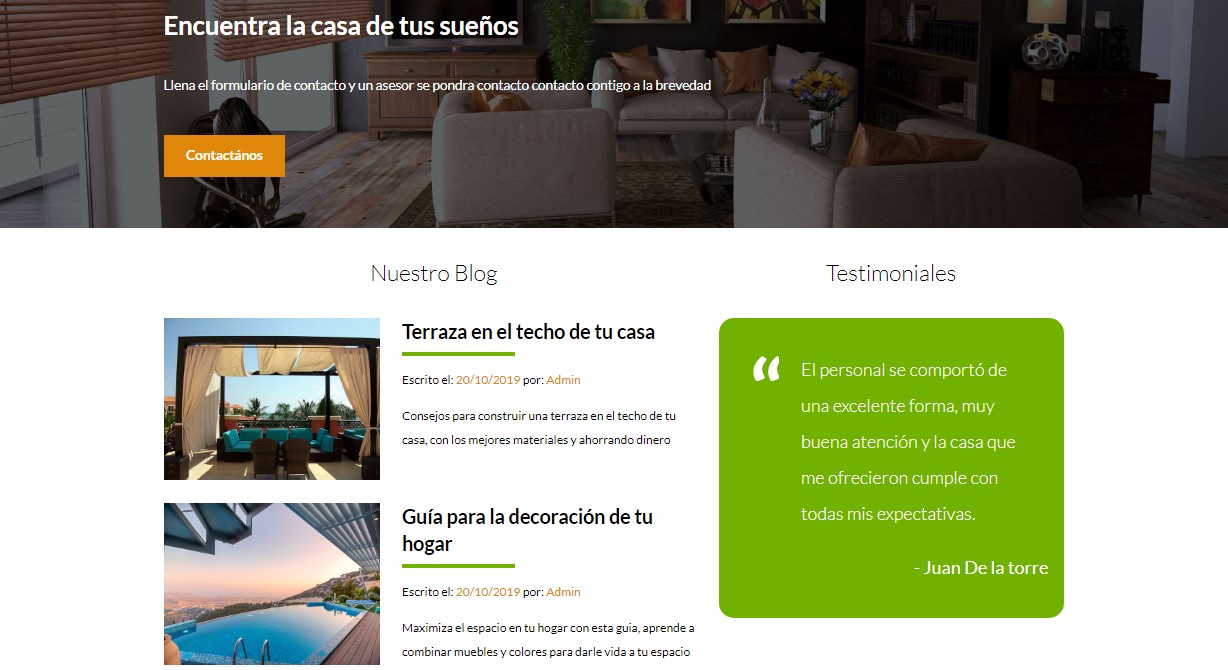 Encuentra la casa de tus sueños
Llena el formulario de contacto y un asesor se pondra contacto contacto contigo a la brevedad
Contactános
Nuestro Blog
Terraza en el techo de tu casa
Escrito el: 20/10/2019 por: Admin
Consejos para construir una terraza en el techo de tu
casa, con los mejores materiales y ahorrando dinero
Guía para la decoración de tu
hogar
Escrito el: 20/10/2019 por: Admin
Maximiza el espacio en tu hogar con esta guia, aprende a
combinar muebles y colores para darle vida a tu espacio
Testimoniales
“ El personal se comportó de
una excelente forma, muy
buena atención y la casa que
me ofrecieron cumple con
todas mis expectativas.
- Juan De la torre